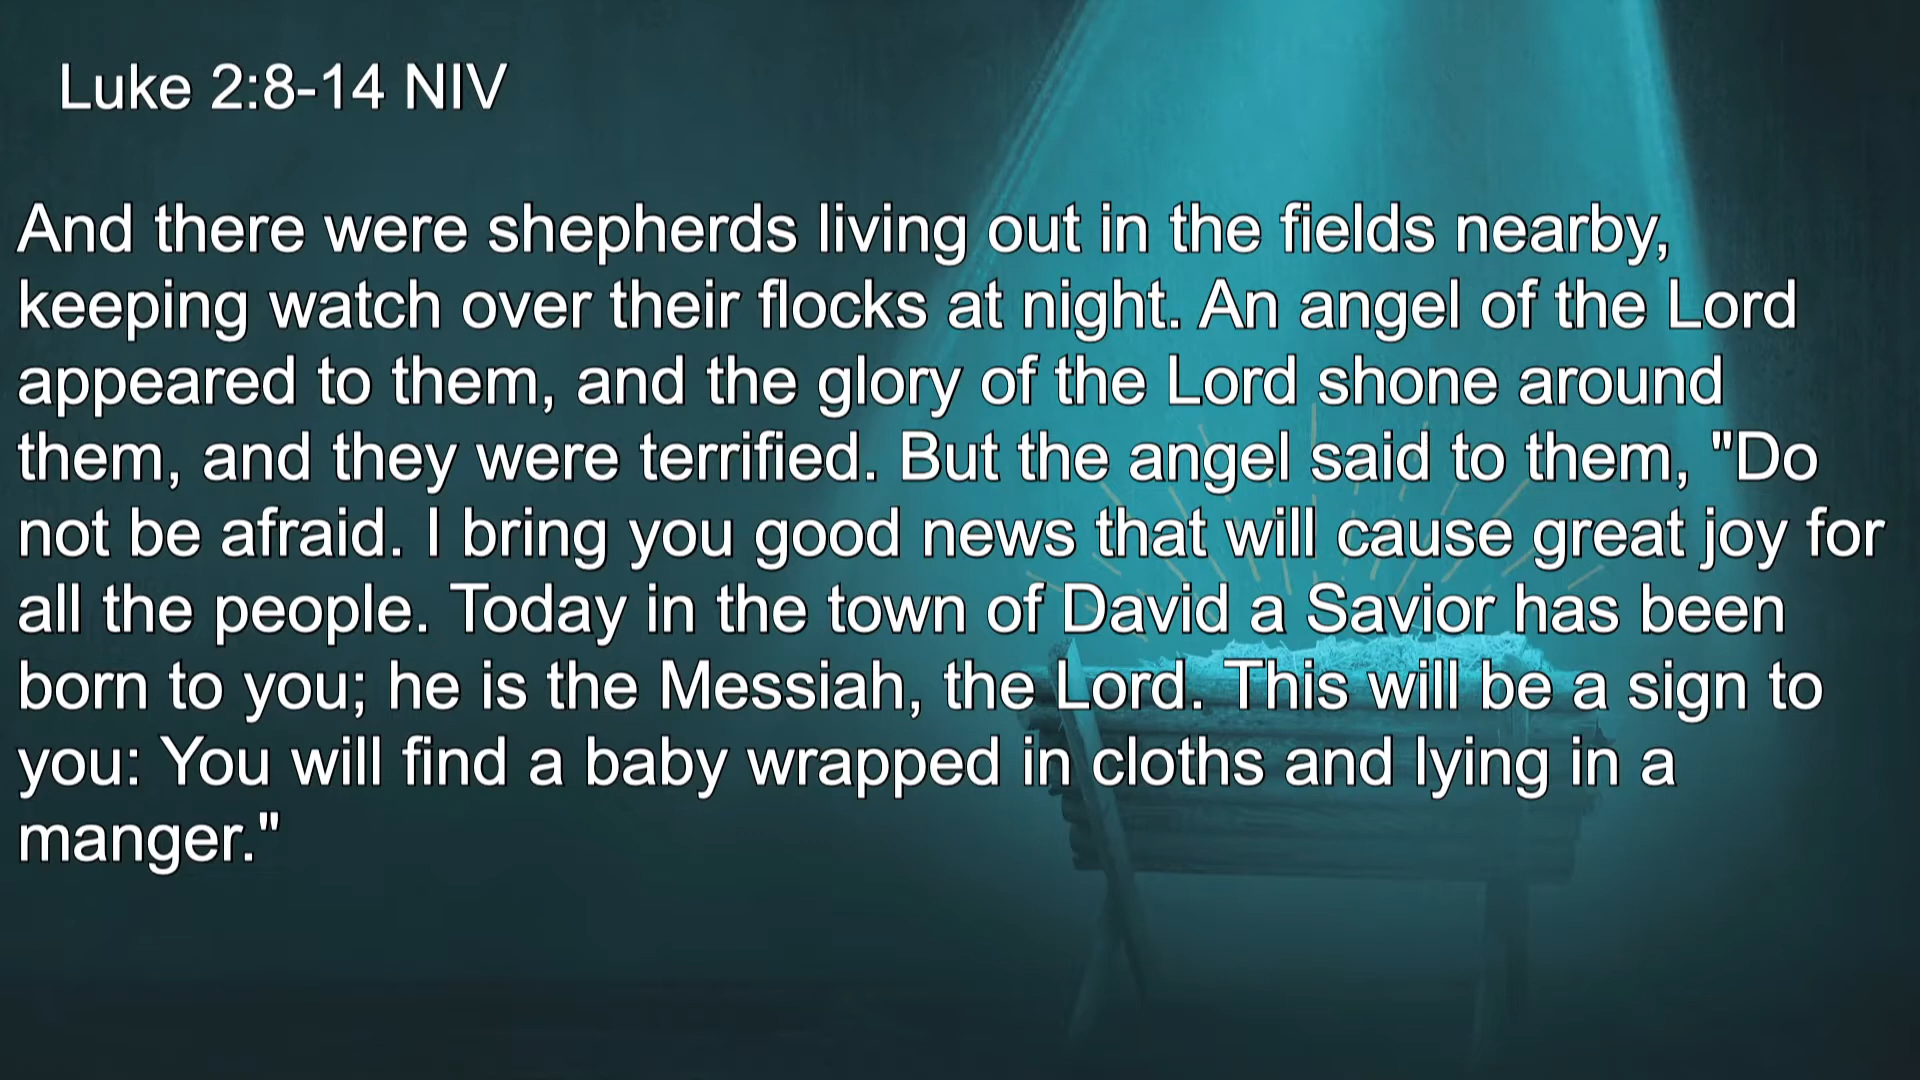 Luke 2:8-14 NIV
And there were shepherds living out in the fields nearby,
keeping watch over their flocks at night. An angel of the Lord
appeared to them, and the glory of the Lord shone around
them, and they were terrified. But the angel said to them, "Do
not be afraid. I bring you good news that will cause great joy for
all the people. Today in the town of David a Savior has been
born to you; he is the Messiah, the Lord. This will be a sign to
you: You will find a baby wrapped in cloths and lying in a
manger."